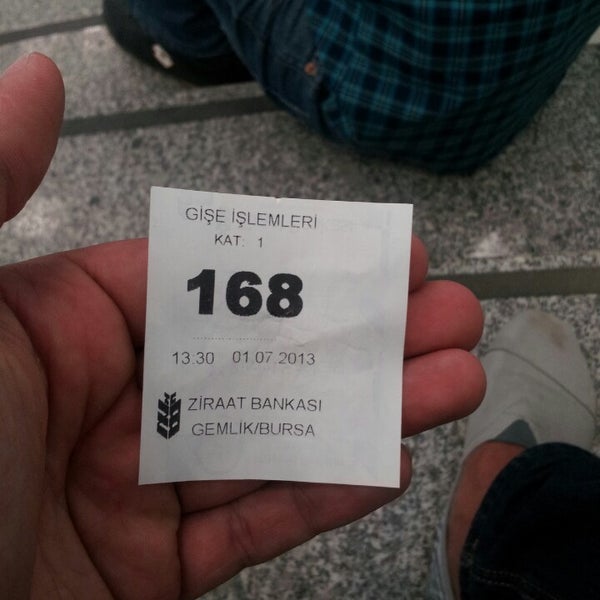 GİŞE İŞLEMLERİ
KAT: 1
168
13:30 01.07.2013
ZİRAAT BANKASI
GEMLİK/BURSA